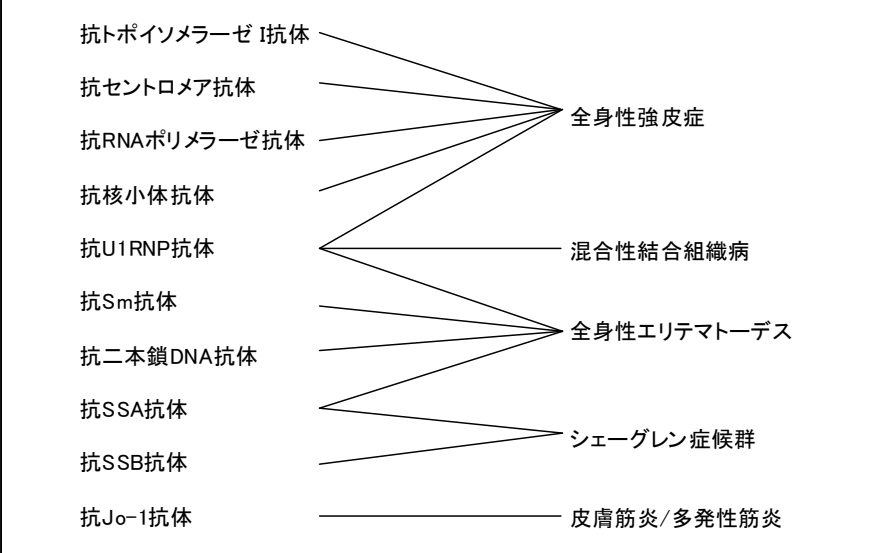 抗トポイソメラーゼ I抗体
抗セントロメア抗体
抗RNAポリメラーゼ抗体
抗核小体抗体
抗U1RNP抗体
抗Sm抗体
抗二本鎖DNA抗体
抗SSA抗体
抗SSB抗体
抗Jo-1抗体
全身性強皮症
混合性結合組織病
全身性エリテマトーデス
シェーグレン症候群
皮膚筋炎/多発性筋炎